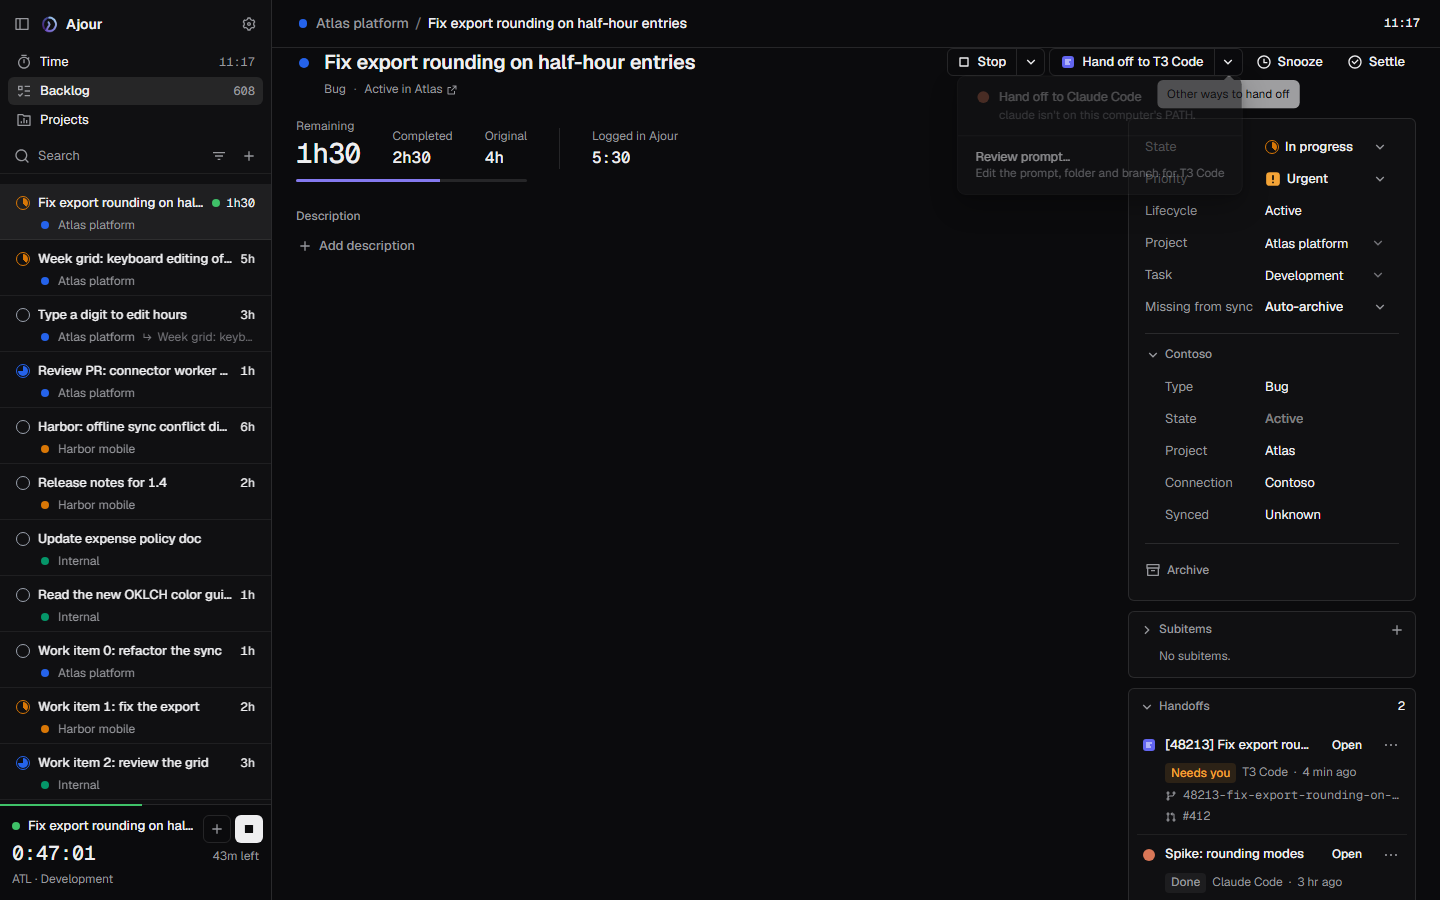 Ajour
Time
11:17
Backlog
608
Projects
Search
Fix export rounding on hal...
1h30
Atlas platform
Week grid: keyboard editing of...
5h
Atlas platform
Type a digit to edit hours
3h
Atlas platform
Week grid: keyb...
Review PR: connector worker ...
1h
Atlas platform
Harbor: offline sync conflict di...
6h
Harbor mobile
Release notes for 1.4
2h
Harbor mobile
Update expense policy doc
Internal
Read the new OKLCH color gui...
1h
Internal
Work item 0: refactor the sync
1h
Atlas platform
Work item 1: fix the export
2h
Harbor mobile
Work item 2: review the grid
3h
Internal
Fix export rounding on hal...
0:47:01
43m left
ATL · Development
Atlas platform / Fix export rounding on half-hour entries
11:17
Fix export rounding on half-hour entries
Bug · Active in Atlas
Stop
Hand off to T3 Code
Snooze
Settle
Other ways to hand off
Hand off to Claude Code
claude isn't on this computer's PATH.
Review prompt...
Edit the prompt, folder and branch for T3 Code
Remaining
1h30
Completed
2h30
Original
4h
Logged in Ajour
5:30
Description
Add description
State
In progress
Priority
Urgent
Lifecycle
Active
Project
Atlas platform
Task
Development
Missing from sync
Auto-archive
Contoso
Type
Bug
State
Active
Project
Atlas
Connection
Contoso
Synced
Unknown
Archive
Subitems
No subitems.
Handoffs
2
[48213] Fix export rou...
Open
Needs you
T3 Code · 4 min ago
48213-fix-export-rounding-on-...
#412
Spike: rounding modes
Open
Done
Claude Code · 3 hr ago